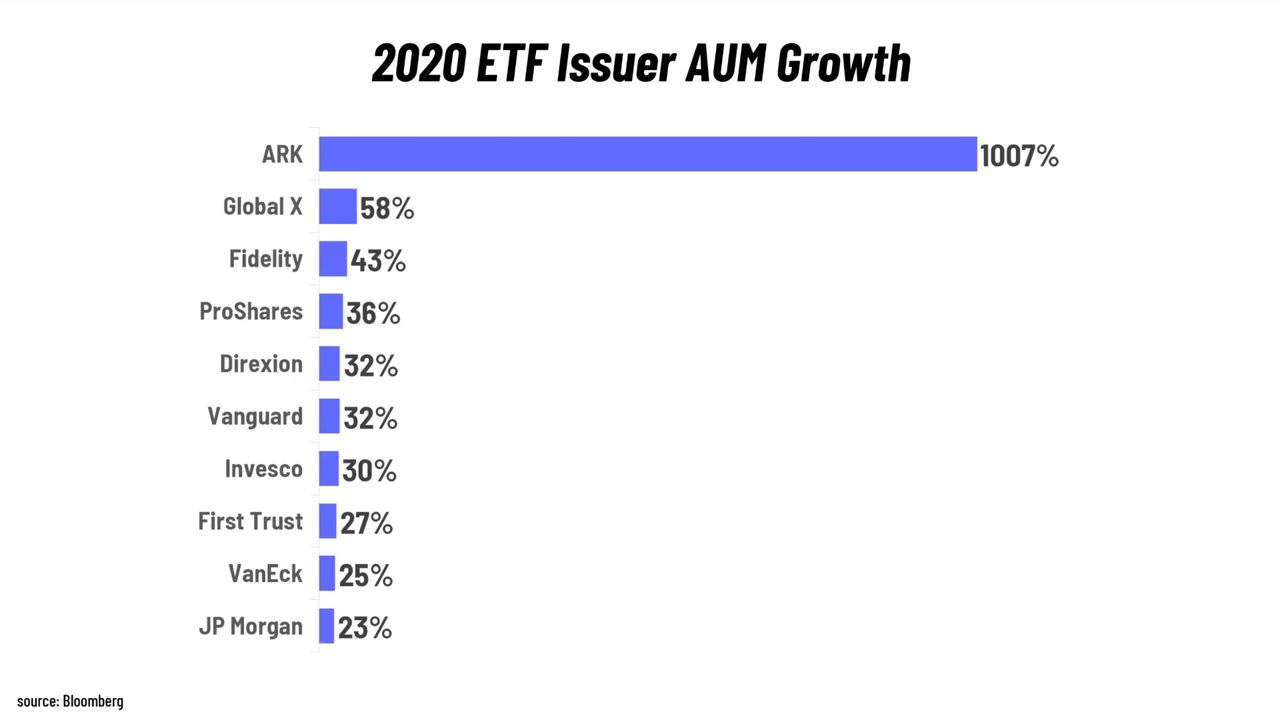 2020 ETF Issuer AUM Growth
ARK 1007%
Global X 58%
Fidelity 43%
ProShares 36%
Direxion 32%
Vanguard 32%
Invesco 30%
First Trust 27%
VanEck 25%
JP Morgan 23%
source: Bloomberg